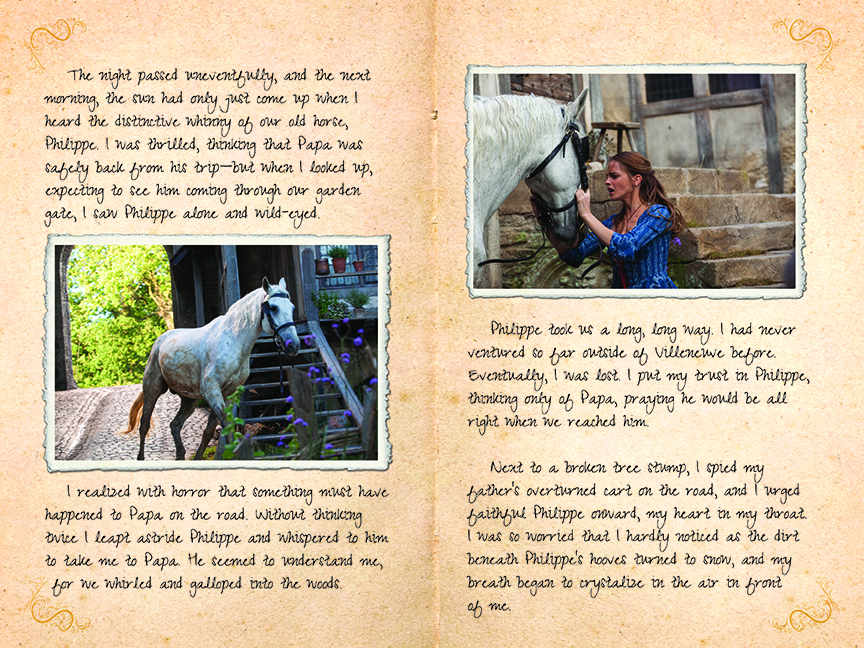 The night passed uneventfully, and the next
morning, the sun had only just come up when I
heard the distinctive whinny of our old horse,
Philippe. I was thrilled, thinking that Papa was
safely back from his trip—but when I looked up,
expecting to see him coming through our garden
gate, I saw Philippe alone and wild-eyed.
I realized with horror that something must have
happened to Papa on the road. Without thinking
twice I leapt astride Philippe and whispered to him
to take me to Papa. He seemed to understand me,
for we whirled and galloped into the woods.
Philippe took us a long, long way. I had never
ventured so far outside of Villeneuve before.
Eventually, I was lost. I put my trust in Philippe,
thinking only of Papa, praying he would be all
right when we reached him.
Next to a broken tree stump, I spied my
father's overturned cart on the road, and I urged
faithful Philippe onward, my heart in my throat.
I was so worried that I hardly noticed as the dirt
beneath Philippe's hooves turned to snow, and my
breath began to crystalize in the air in front
of me.